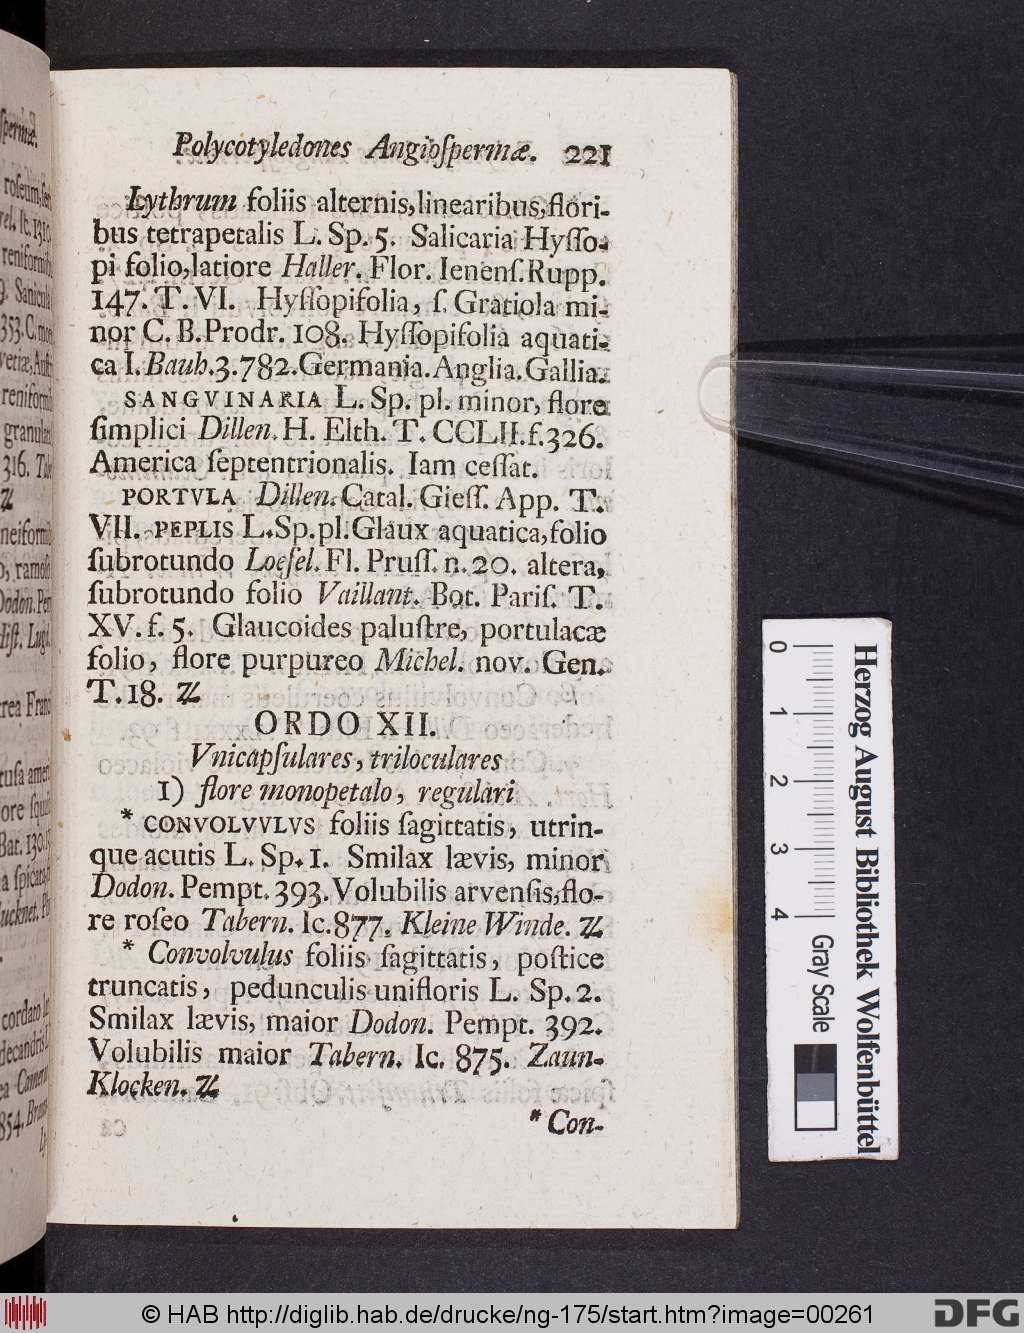 Polycotyledones Angioſpermæ. 221
Lythrum foliis alternis,linearibus,flori-
bus tetrapetalis L. Sp. 5. Salicaria Hyſſo-
pi folio,latiore Haller. Flor. Ienenſ.Rupp.
147. T. VI. Hyſſopifolia, ſ. Gratiola mi-
nor C. B.Prodr. 108. Hyſſopifolia aquati-
ca I. Bauh.3.782.Germania.Anglia.Gallia.
SANGVINARIA L. Sp. pl. minor, flore
ſimplici Dillen. H. Elth. T. CCLII.f.326.
America ſeptentrionalis. Iam ceſſat.
PORTVLA Dillen. Catal. Gieſſ. App. T.
VII. PEPLIS L.Sp.pl.Glaux aquatica,folio
ſubrotundo Loeſel. Fl. Pruſſ. n. 20. altera,
ſubrotundo folio Vaillant. Bot. Pariſ. T.
XV. f. 5. Glaucoides paluſtre, portulacæ
folio, flore purpureo Michel. nov. Gen.
T. 18. ♃
ORDO XII.
Vnicapſulares, triloculares
1) flore monopetalo, regulari
* CONVOLVVLVS foliis ſagittatis, utrin-
que acutis L. Sp. 1. Smilax lævis, minor
Dodon. Pempt. 393. Volubilis arvenſis,flo-
re roſeo Tabern. Ic.877. Kleine Winde. ♃
* Convolvulus foliis ſagittatis, poſtice
truncatis, pedunculis unifloris L. Sp. 2.
Smilax lævis, maior Dodon. Pempt. 392.
Volubilis maior Tabern. Ic. 875. Zaun-
Klocken. ♃
* Con-
0 1 2 3 4
Gray Scale
Herzog August Bibliothek Wolfenbüttel
© HAB http://diglib.hab.de/drucke/ng-175/start.htm?image=00261
DFG